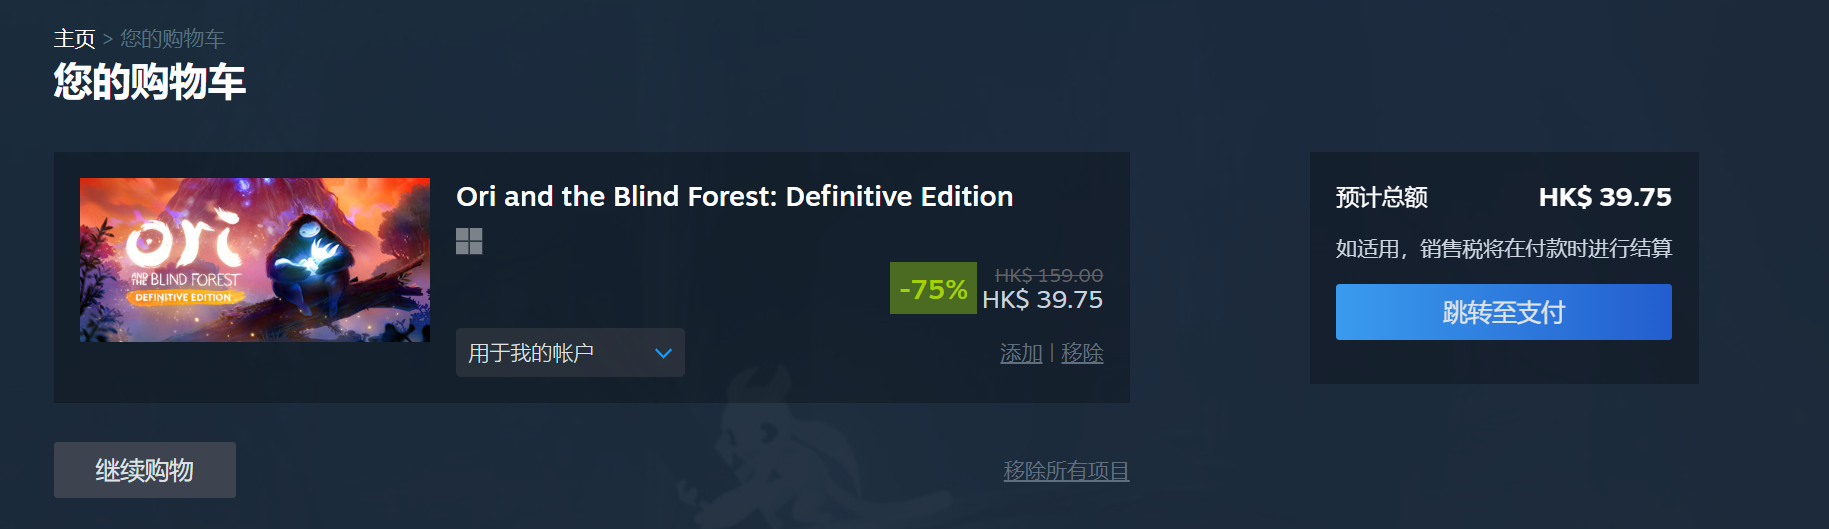 主页 > 您的购物车
您的购物车
ori
AND THE BLIND FOREST
DEFINITIVE EDITION
Ori and the Blind Forest: Definitive Edition
-75%
HK$ 159.00
HK$ 39.75
用于我的帐户
添加 | 移除
继续购物
移除所有项目
预计总额 HK$ 39.75
如适用，销售税将在付款时进行结算
跳转至支付